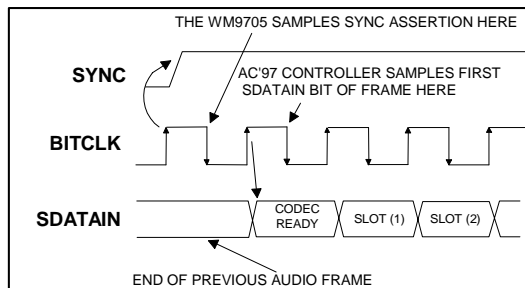 THE WM9705 SAMPLES SYNC ASSERTION HERE
SYNC
AC'97 CONTROLLER SAMPLES FIRST
SDATAIN BIT OF FRAME HERE
BITCLK
SDATAIN
CODEC
READY
SLOT (1)
SLOT (2)
END OF PREVIOUS AUDIO FRAME